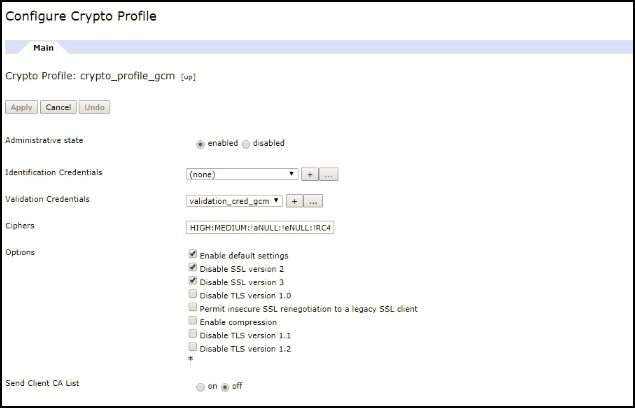 Configure Crypto Profile
Main
Crypto Profile: crypto_profile_gcm [up]
Apply Cancel Undo
Administrative state enabled disabled
Identification Credentials (none) + ...
Validation Credentials validation_cred_gcm + ...
Ciphers HIGH:MEDIUM:!aNULL:!eNULL:!RC4
Options Enable default settings
Disable SSL version 2
Disable SSL version 3
Disable TLS version 1.0
Permit insecure SSL renegotiation to a legacy SSL client
Enable compression
Disable TLS version 1.1
Disable TLS version 1.2
*
Send Client CA List on off